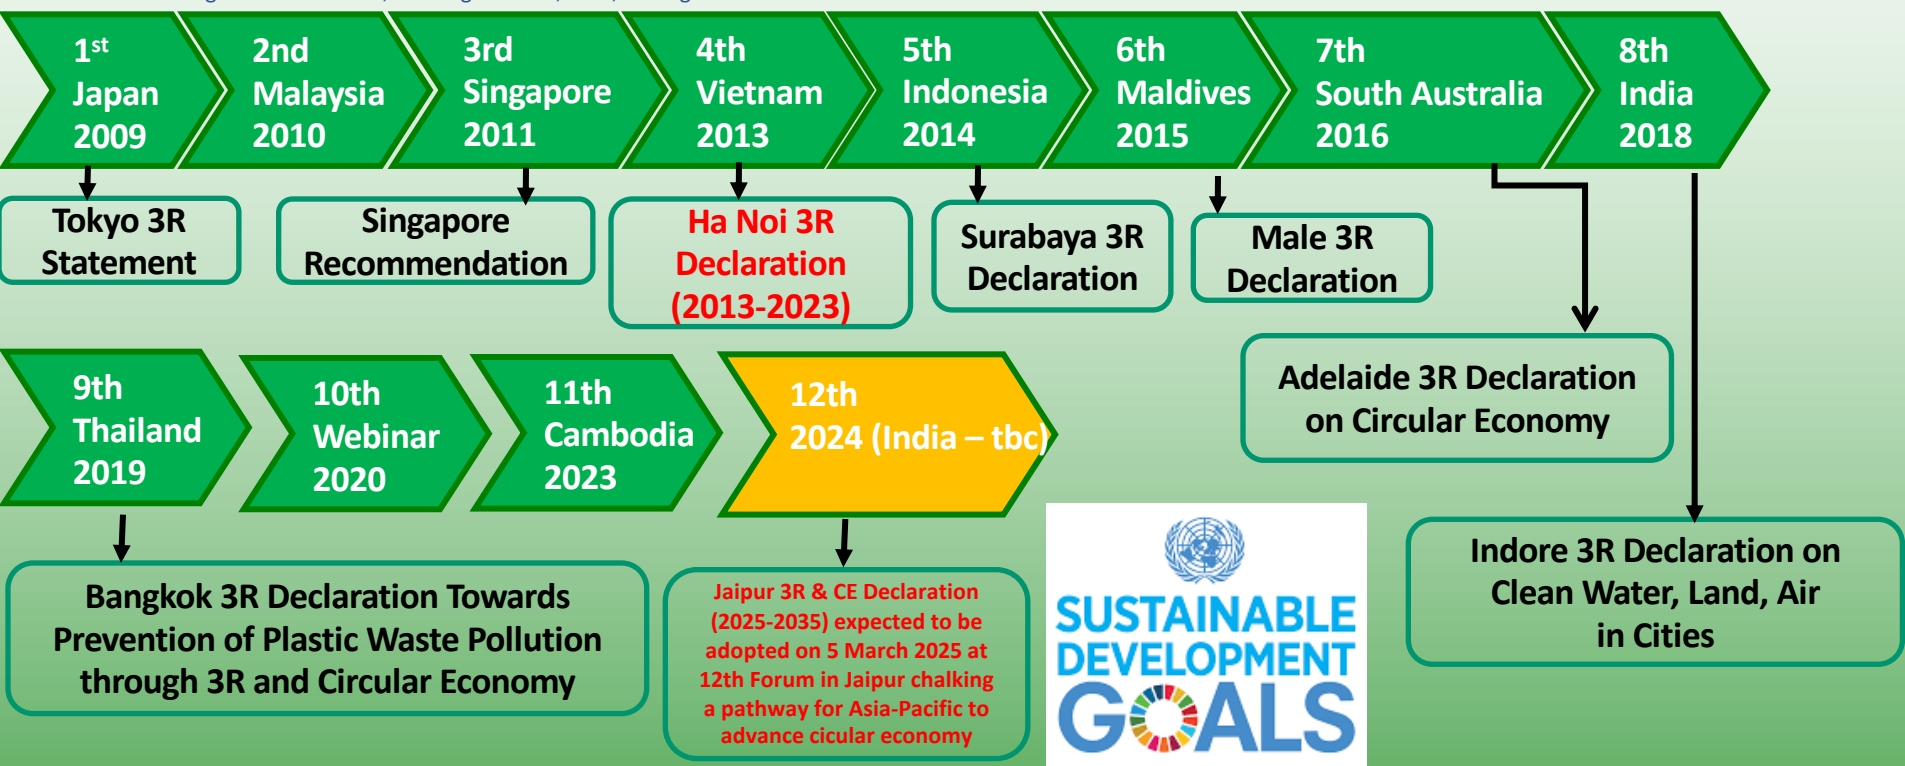 1st
Japan
2009
2nd
Malaysia
2010
3rd
Singapore
2011
4th
Vietnam
2013
5th
Indonesia
2014
6th
Maldives
2015
7th
South Australia
2016
8th
India
2018
Tokyo 3R
Statement
Singapore
Recommendation
Ha Noi 3R
Declaration
(2013-2023)
Surabaya 3R
Declaration
Male 3R
Declaration
Adelaide 3R Declaration
on Circular Economy
Indore 3R Declaration on
Clean Water, Land, Air
in Cities
9th
Thailand
2019
10th
Webinar
2020
11th
Cambodia
2023
12th
2024 (India – tbc)
Bangkok 3R Declaration Towards
Prevention of Plastic Waste Pollution
through 3R and Circular Economy
Jaipur 3R & CE Declaration
(2025-2035) expected to be
adopted on 5 March 2025 at
12th Forum in Jaipur chalking
a pathway for Asia-Pacific to
advance cicular economy
SUSTAINABLE
DEVELOPMENT
GOALS